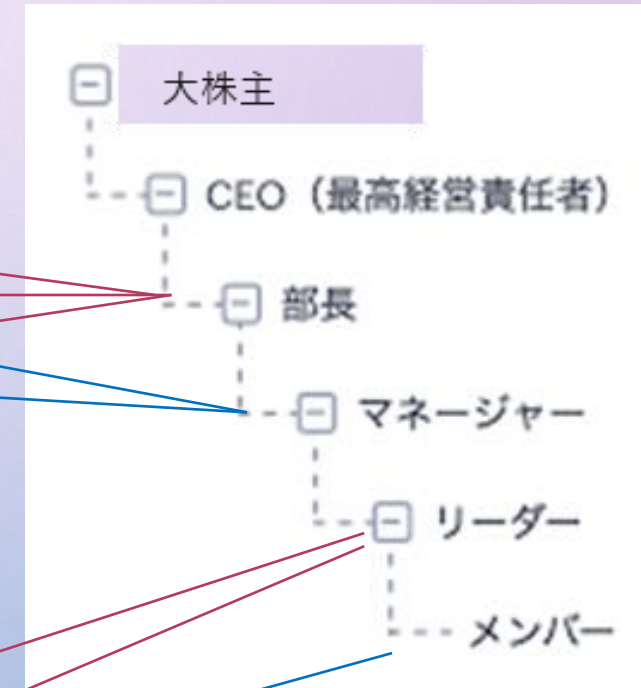 大株主
CEO（最高経営責任者）
部長
マネージャー
リーダー
メンバー